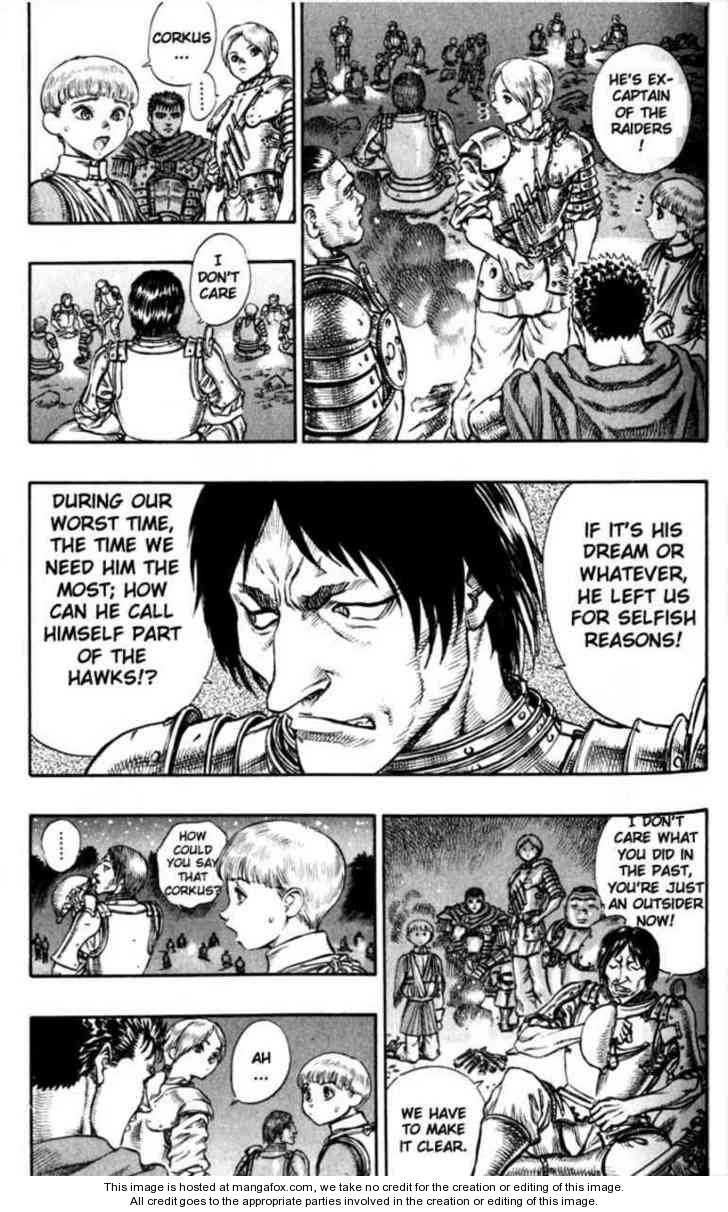 HE'S EX-
CAPTAIN
OF THE
RAIDERS
!
CORKUS
...
......
I
DON'T
CARE
IF IT'S HIS
DREAM OR
WHATEVER,
HE LEFT US
FOR SELFISH
REASONS!
DURING OUR
WORST TIME,
THE TIME WE
NEED HIM THE
MOST; HOW
CAN HE CALL
HIMSELF PART
OF THE
HAWKS!?
I DON'T
CARE WHAT
YOU DID IN
THE PAST,
YOU'RE JUST
AN OUTSIDER
NOW!
WE HAVE
TO MAKE
IT CLEAR.
HOW
COULD
YOU SAY
THAT
CORKUS?
......
AH
...
This image is hosted at mangafox.com, we take no credit for the creation or editing of this image.
All credit goes to the appropriate parties involved in the creation or editing of this image.